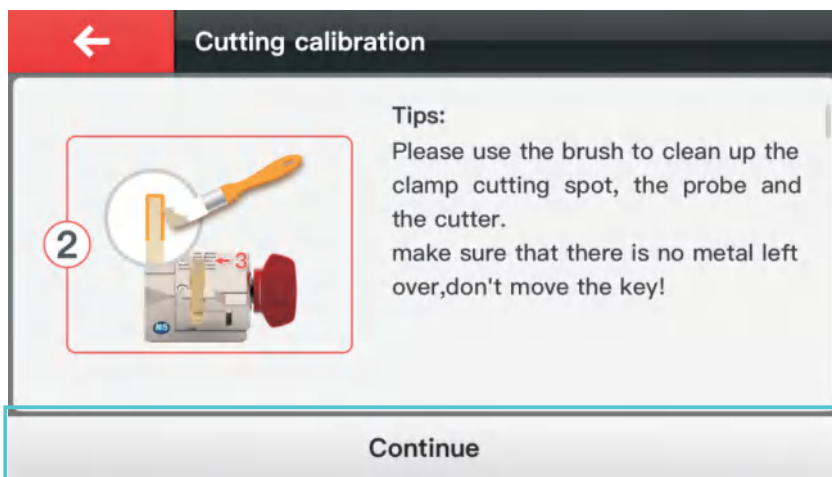 Cutting calibration
Tips:
Please use the brush to clean up the
clamp cutting spot, the probe and
the cutter.
make sure that there is no metal left
over,don't move the key!
2
3
M5
Continue